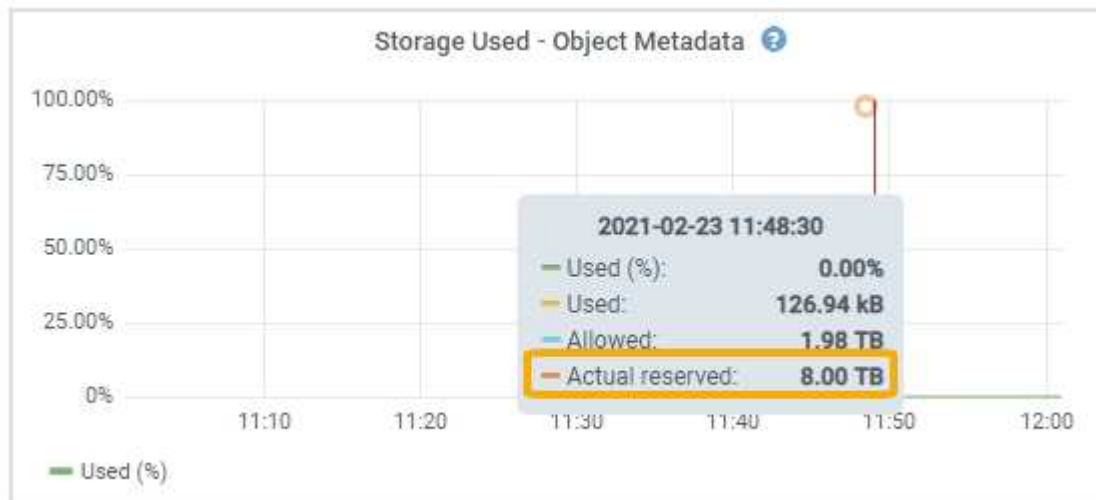 Storage Used - Object Metadata ?
100.00%
75.00%
50.00%
25.00%
0%
2021-02-23 11:48:30
Used (%): 0.00%
Used: 126.94 kB
Allowed: 1.98 TB
Actual reserved: 8.00 TB
11:10 11:20 11:30 11:40 11:50 12:00
Used (%)